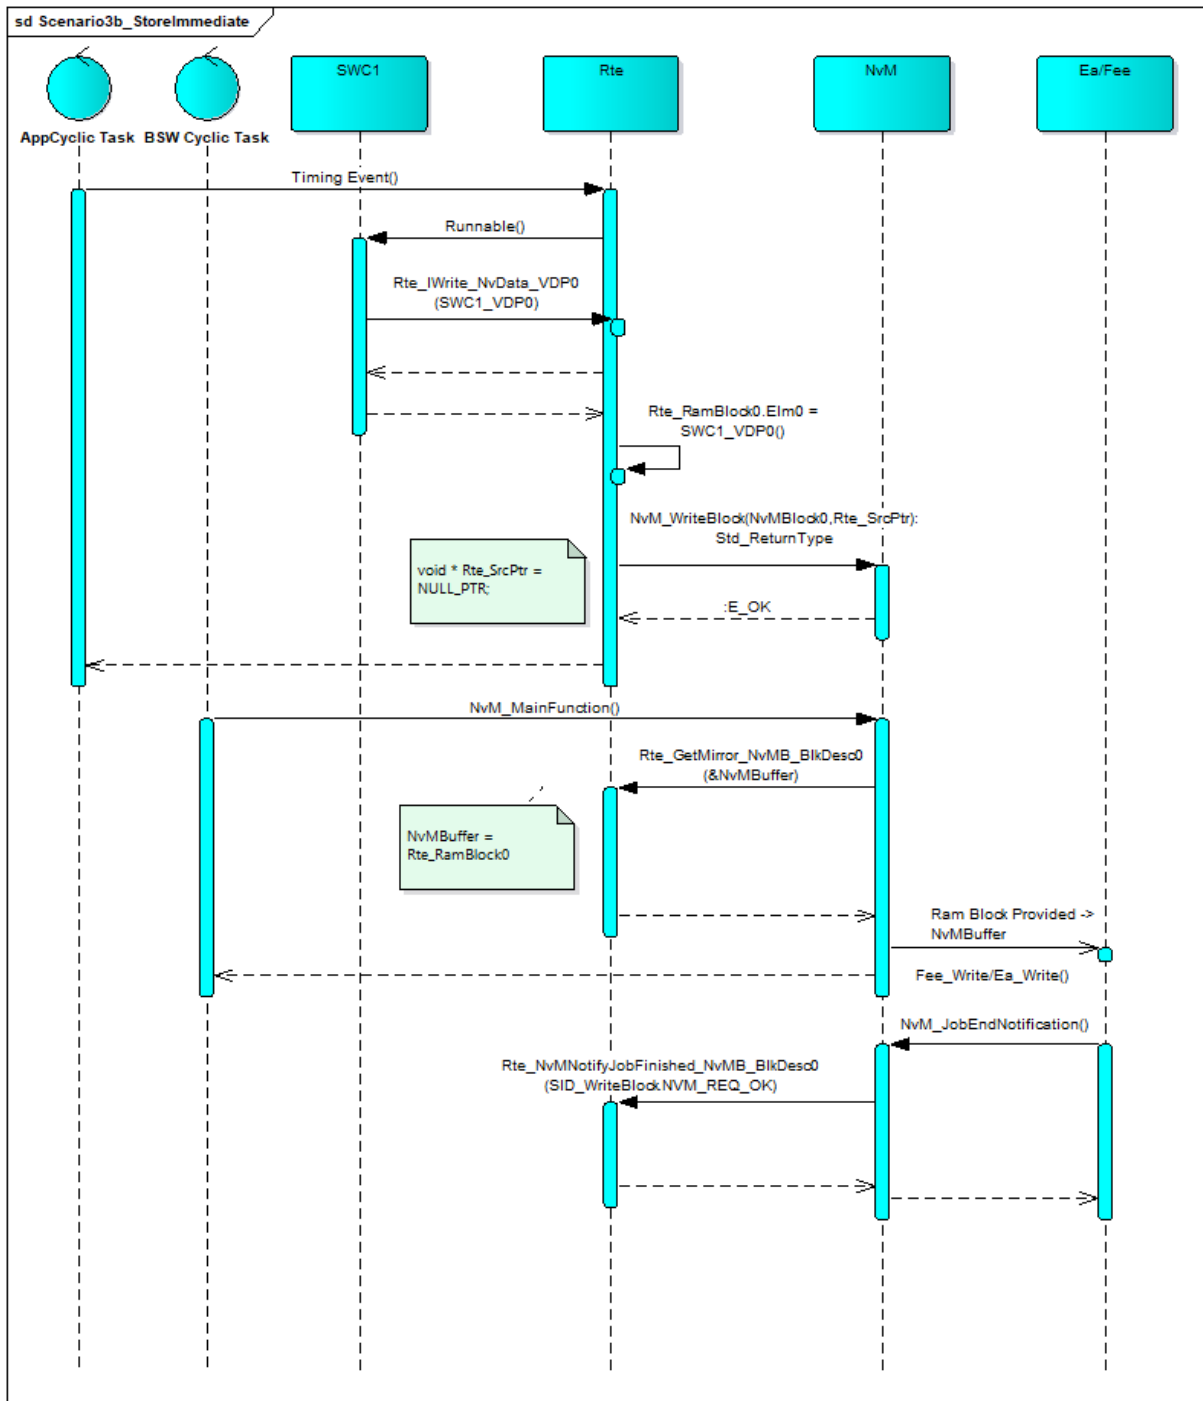 sd Scenario3b_StoreImmediate
AppCyclic Task
BSW Cyclic Task
SWC1
Rte
NvM
Ea/Fee
Timing Event()
Runnable()
Rte_IWrite_NvData_VDP0
(SWC1_VDP0)
Rte_RamBlock0.Elm0 =
SWC1_VDP0()
NvM_WriteBlock(NvMBlock0,Rte_SrcPtr):
Std_ReturnType
void * Rte_SrcPtr =
NULL_PTR;
:E_OK
NvM_MainFunction()
Rte_GetMirror_NvMB_BlkDesc0
(&NvMBuffer)
NvMBuffer =
Rte_RamBlock0
Ram Block Provided ->
NvMBuffer
Fee_Write/Ea_Write()
NvM_JobEndNotification()
Rte_NvMNotifyJobFinished_NvMB_BlkDesc0
(SID_WriteBlock.NVM_REQ_OK)